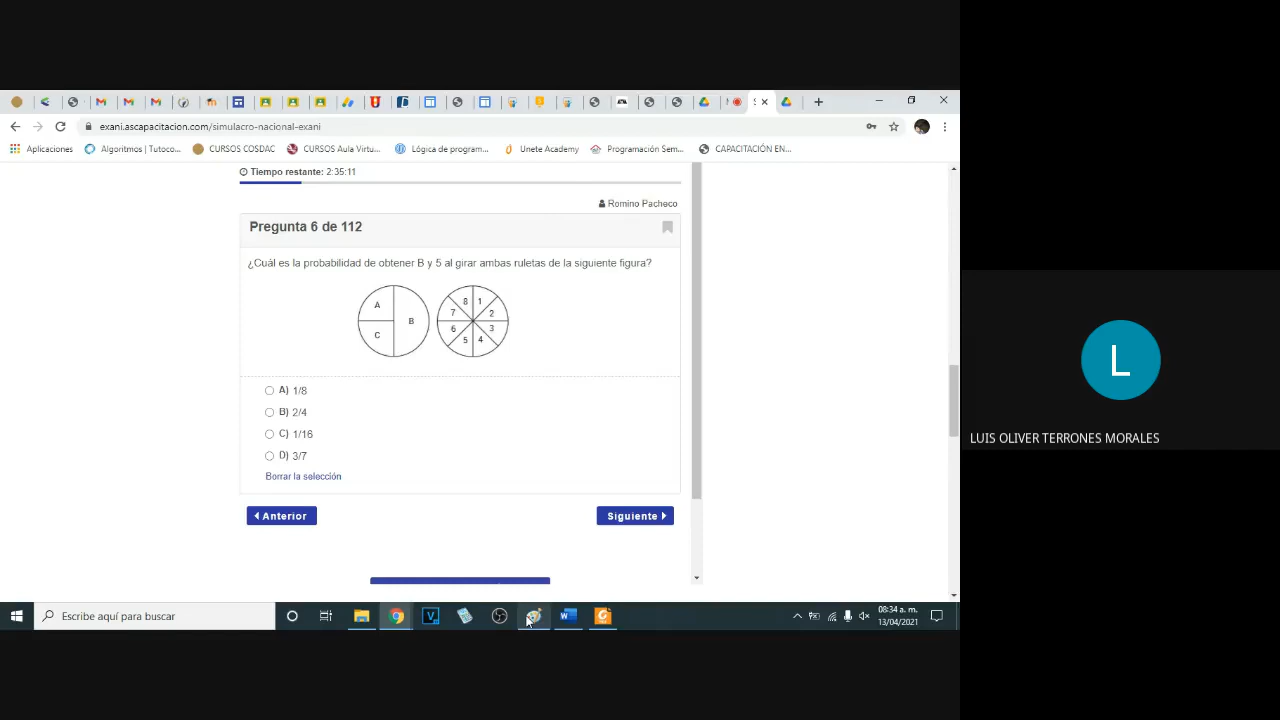 exani.ascapacitacion.com/simulacro-nacional-exani
Aplicaciones
Algoritmos | Tutoco...
CURSOS COSDAC
CURSOS Aula Virtu...
Lógica de program...
Unete Academy
Programación Sem...
CAPACITACIÓN EN...
Tiempo restante: 2:35:11
Romino Pacheco
Pregunta 6 de 112
¿Cuál es la probabilidad de obtener B y 5 al girar ambas ruletas de la siguiente figura?
A
B
C
8 1
7 2
6 3
5 4
A) 1/8
B) 2/4
C) 1/16
D) 3/7
Borrar la selección
Anterior
Siguiente
Escribe aquí para buscar
08:34 a. m.
13/04/2021
L
LUIS OLIVER TERRONES MORALES